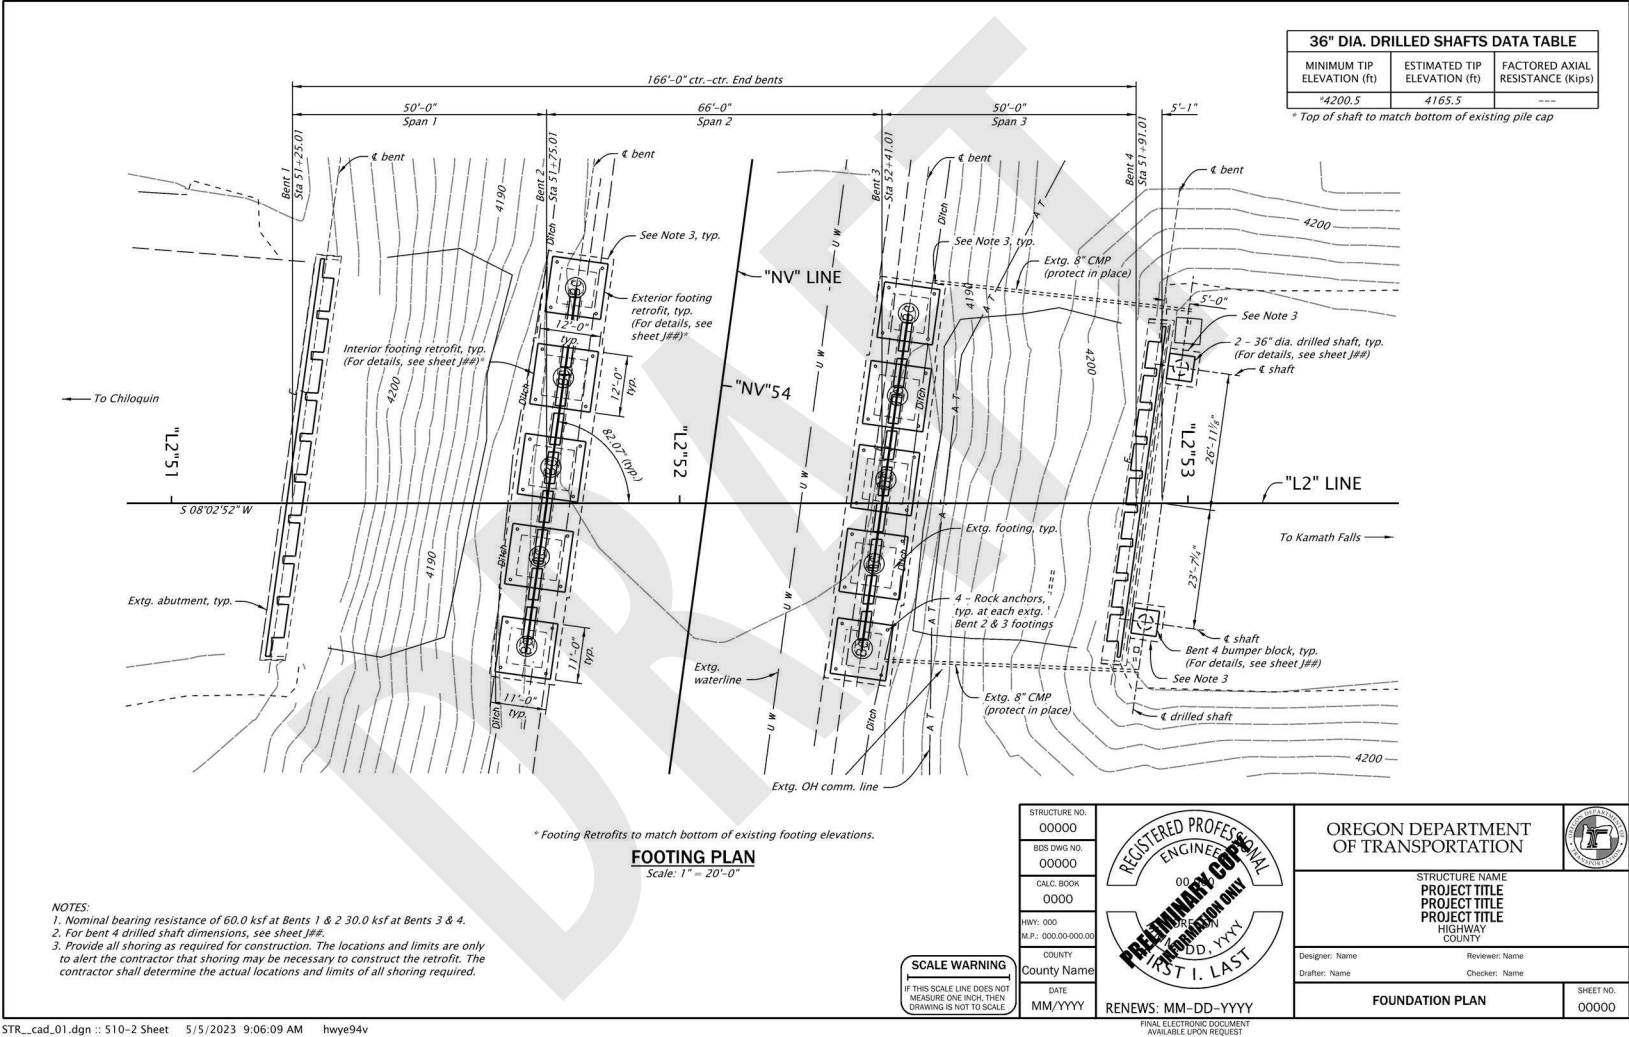 36" DIA. DRILLED SHAFTS DATA TABLE
MINIMUM TIP
ELEVATION (ft)
ESTIMATED TIP
ELEVATION (ft)
FACTORED AXIAL
RESISTANCE (Kips)
*4200.5
4165.5
---
* Top of shaft to match bottom of existing pile cap
166'-0" ctr.-ctr. End bents
50'-0"
Span 1
66'-0"
Span 2
50'-0"
Span 3
5'-1"
Bent 1
Sta 51+25.01
Bent 2
Sta 51+75.01
Bent 3
Sta 52+41.01
Bent 4
Sta 51+91.01
℄ bent
℄ bent
℄ bent
℄ bent
4190
Ditch
See Note 3, typ.
"NV" LINE
U W
Ditch
A T
See Note 3, typ.
Extg. 8" CMP
(protect in place)
4200
4190
A T
5'-0"
See Note 3
Exterior footing
retrofit, typ.
(For details, see
sheet J##)*
12'-0"
typ.
Interior footing retrofit, typ.
(For details, see sheet J##)*
2 - 36" dia. drilled shaft, typ.
(For details, see sheet J##)
℄ shaft
U W
4200
4200
To Chiloquin
Ditch
12'-0"
typ.
"NV"54
Ditch
A T
A
82.07° (typ.)
26'-11⅛"
"L2"51
"L2"52
"L2"53
U W
"L2" LINE
S 08°02'52" W
A
Extg. footing, typ.
To Kamath Falls
Ditch
4190
Ditch
23'-7¼"
Extg. abutment, typ.
U W
A T
4 - Rock anchors,
typ. at each extg.
Bent 2 & 3 footings
℄ shaft
Bent 4 bumper block, typ.
(For details, see sheet J##)
See Note 3
11'-0"
typ.
Extg.
waterline
11'-0"
typ.
Extg. 8" CMP
(protect in place)
Ditch
U W
Ditch
A T
℄ drilled shaft
4200
Extg. OH comm. line
DRAFT
* Footing Retrofits to match bottom of existing footing elevations.
FOOTING PLAN
Scale: 1" = 20'-0"
NOTES:
1. Nominal bearing resistance of 60.0 ksf at Bents 1 & 2 30.0 ksf at Bents 3 & 4.
2. For bent 4 drilled shaft dimensions, see sheet J##.
3. Provide all shoring as required for construction. The locations and limits are only
to alert the contractor that shoring may be necessary to construct the retrofit. The
contractor shall determine the actual locations and limits of all shoring required.
SCALE WARNING
IF THIS SCALE LINE DOES NOT
MEASURE ONE INCH, THEN
DRAWING IS NOT TO SCALE
STRUCTURE NO.
00000
BDS DWG NO.
00000
CALC. BOOK
0000
HWY: 000
M.P.: 000.00-000.00
COUNTY
County Name
DATE
MM/YYYY
REGISTERED PROFESSIONAL
ENGINEER
PRELIMINARY COPY
INFORMATION ONLY
RENEWS: MM-DD-YYYY
FINAL ELECTRONIC DOCUMENT
AVAILABLE UPON REQUEST
OREGON DEPARTMENT
OF TRANSPORTATION
OREGON DEPARTMENT OF TRANSPORTATION
STRUCTURE NAME
PROJECT TITLE
PROJECT TITLE
PROJECT TITLE
HIGHWAY
COUNTY
Designer: Name
Reviewer: Name
Drafter: Name
Checker: Name
FOUNDATION PLAN
SHEET NO.
00000
STR__cad_01.dgn :: 510-2 Sheet 5/5/2023 9:06:09 AM hwye94v